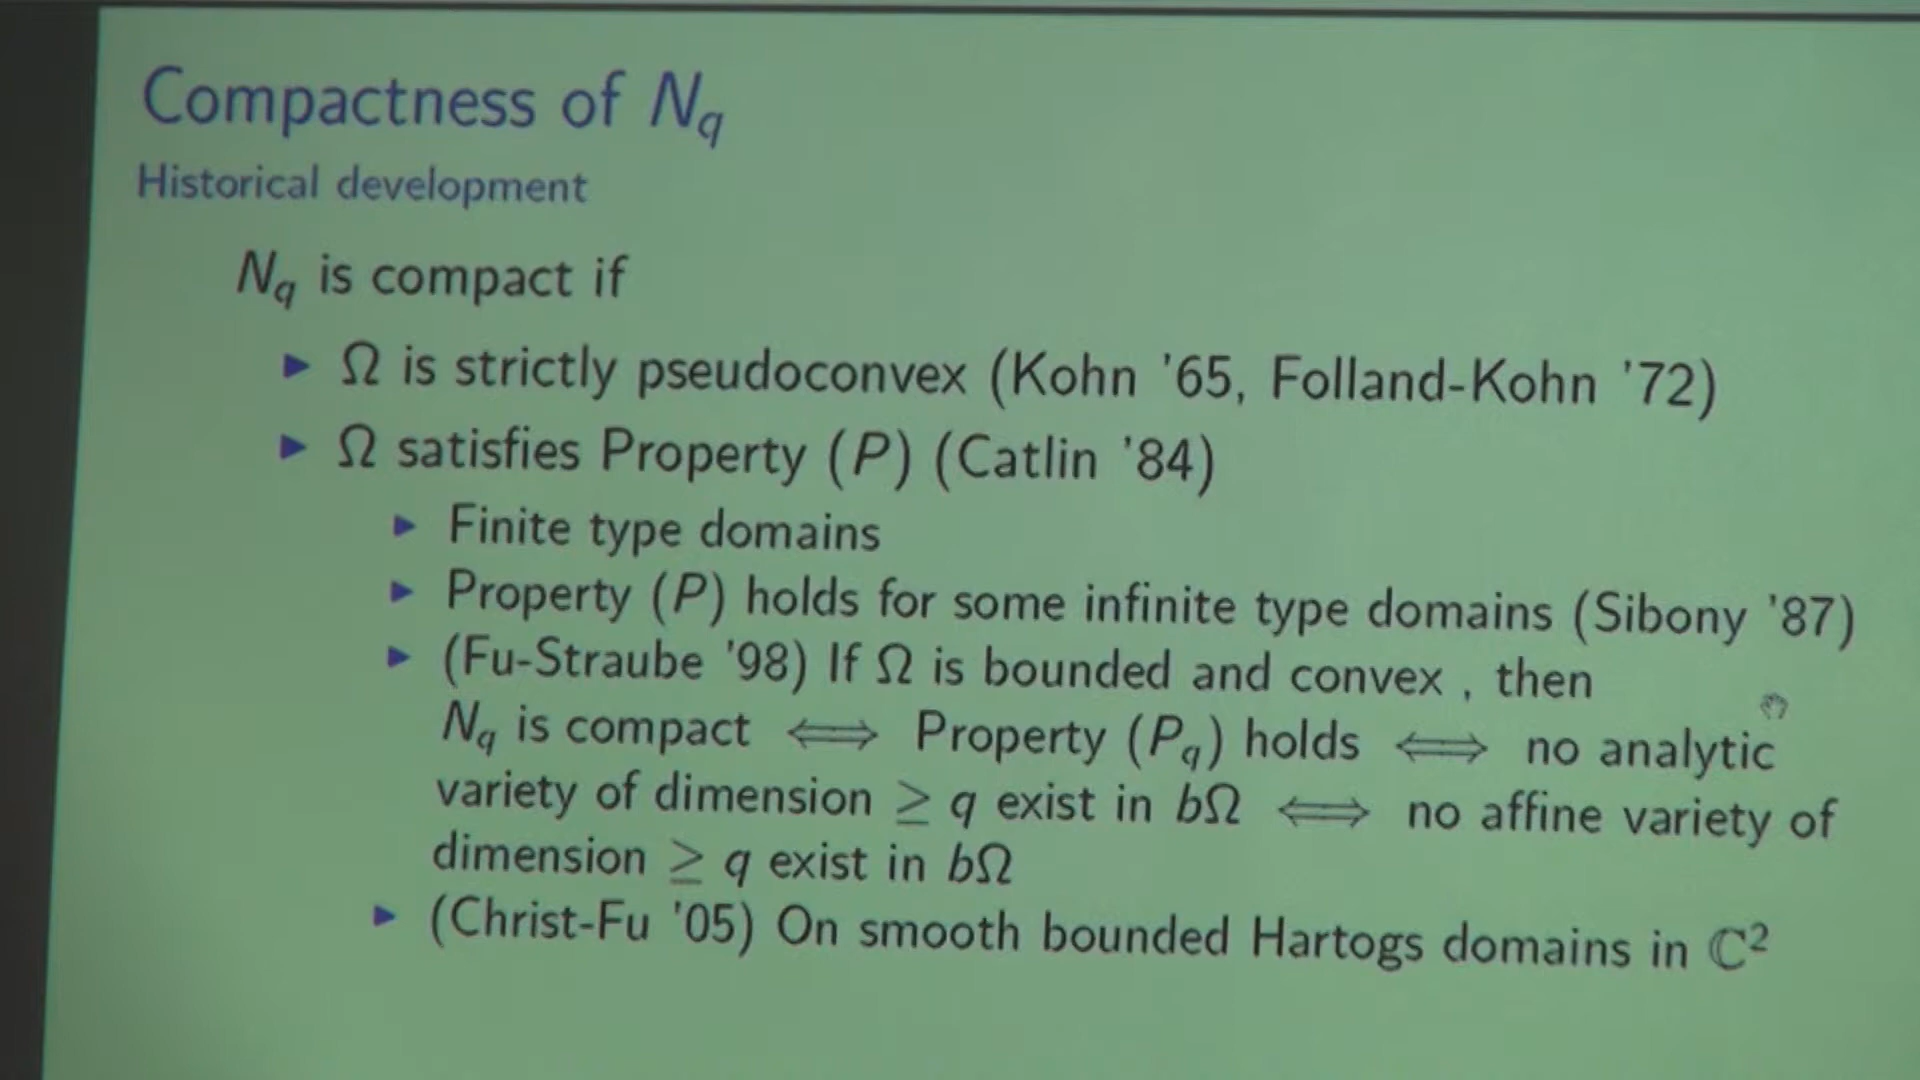 Compactness of N_q
Historical development
N_q is compact if
▶ Ω is strictly pseudoconvex (Kohn '65, Folland-Kohn '72)
▶ Ω satisfies Property (P) (Catlin '84)
▶ Finite type domains
▶ Property (P) holds for some infinite type domains (Sibony '87)
▶ (Fu-Straube '98) If Ω is bounded and convex , then
N_q is compact ⟺ Property (P_q) holds ⟺ no analytic
variety of dimension ≥ q exist in bΩ ⟺ no affine variety of
dimension ≥ q exist in bΩ
▶ (Christ-Fu '05) On smooth bounded Hartogs domains in ℂ²